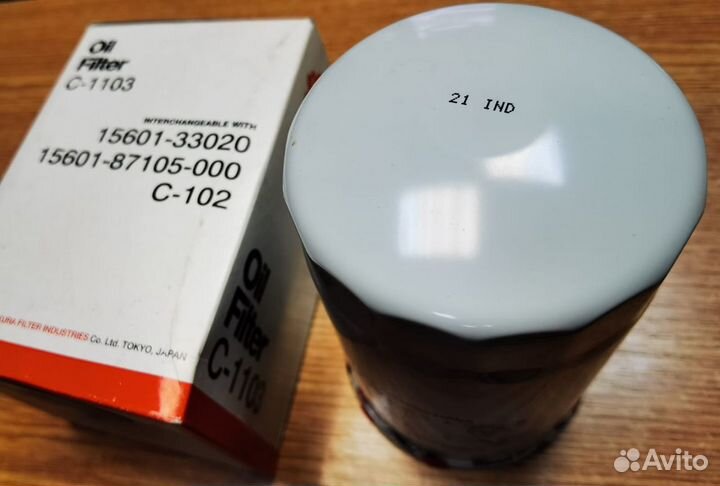 Oil
Filter
C-1103
INTERCHANGEABLE WITH
15601-33020
15601-87105-000
C-102
FILTER INDUSTRIES Co. Ltd. TOKYO, JAPAN
Oil
Filter
C-1103
21 IND
Avito